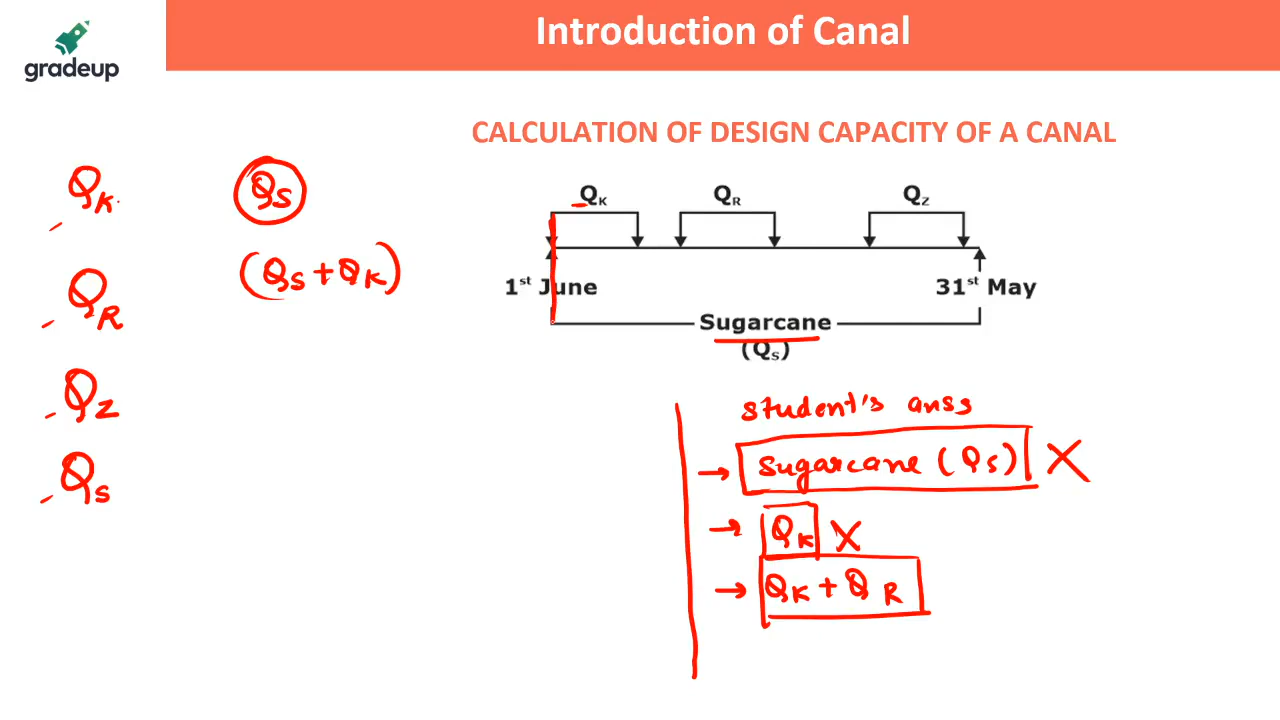 Introduction of Canal
gradeup
CALCULATION OF DESIGN CAPACITY OF A CANAL
QK QR QZ
1st June 31st May
Sugarcane
(QS)
QK
QR
QZ
QS
QS
(QS + QK)
student's anss
→ Sugarcane (QS) X
→ QK X
→ QK + QR